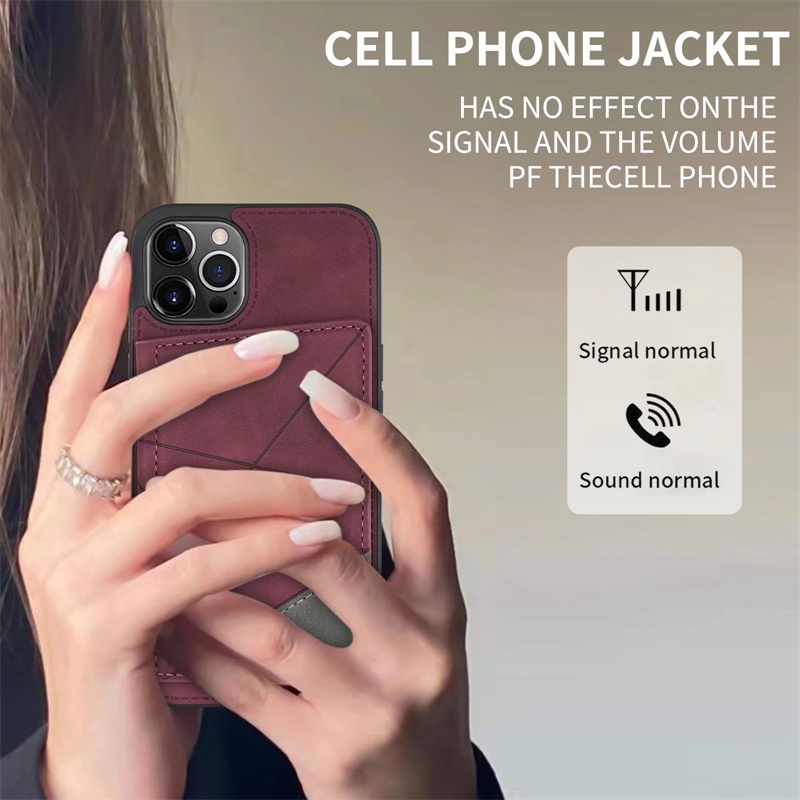 CELL PHONE JACKET
HAS NO EFFECT ONTHE
SIGNAL AND THE VOLUME
PF THECELL PHONE
Signal normal
Sound normal